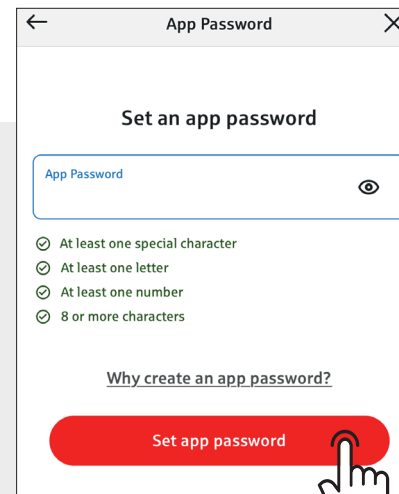 App Password
Set an app password
App Password
At least one special character
At least one letter
At least one number
8 or more characters
Why create an app password?
Set app password